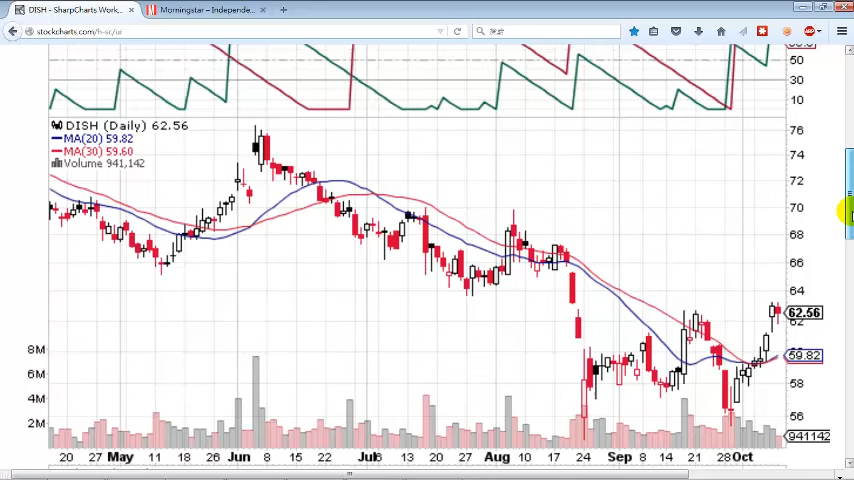 DISH - SharpCharts Work...
Morningstar – Independe...
stockcharts.com/h-sc/ui
50
30
10
DISH (Daily) 62.56
MA(20) 59.82
MA(30) 59.60
Volume 941,142
76
74
72
70
68
66
64
62.56
62
59.82
58
56
8M
6M
4M
2M
941142
20 27 May 11 18 26 Jun 8 15 22 Jul 6 13 20 27 Aug 10 17 24 Sep 8 14 21 28 Oct